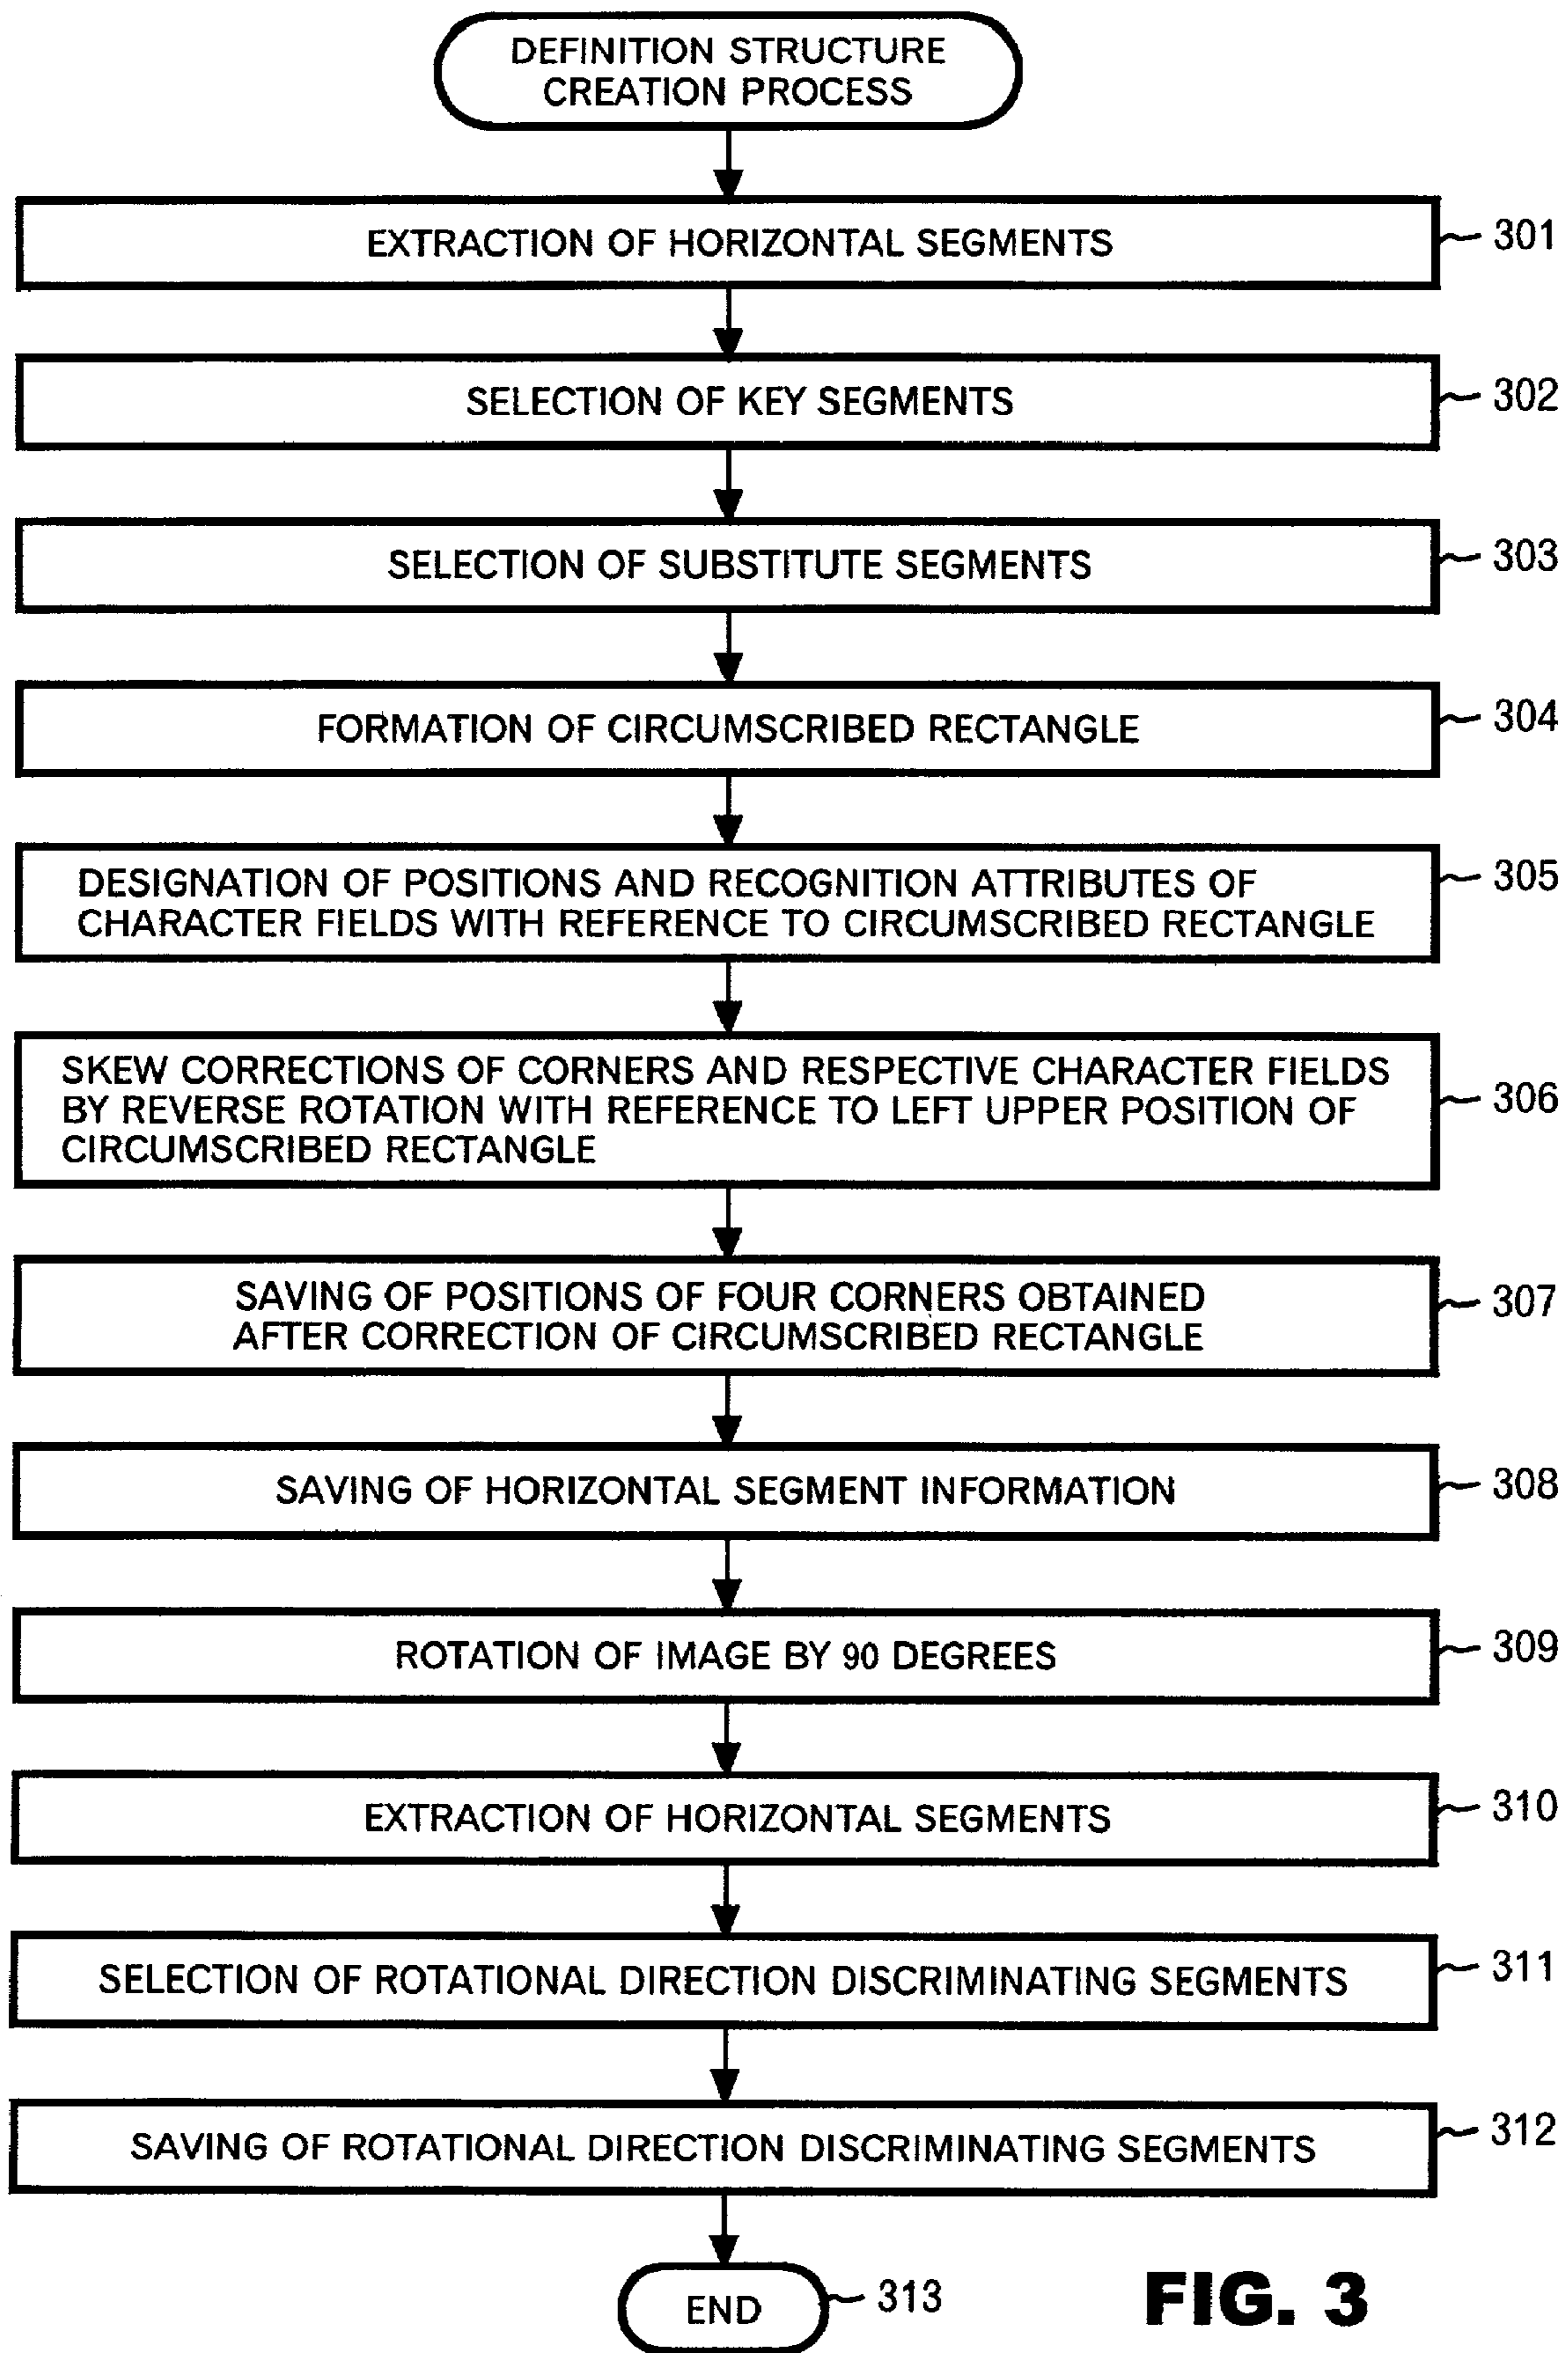 DEFINITION STRUCTURE
CREATION PROCESS
EXTRACTION OF HORIZONTAL SEGMENTS
301
SELECTION OF KEY SEGMENTS
302
SELECTION OF SUBSTITUTE SEGMENTS
303
FORMATION OF CIRCUMSCRIBED RECTANGLE
304
DESIGNATION OF POSITIONS AND RECOGNITION ATTRIBUTES OF
CHARACTER FIELDS WITH REFERENCE TO CIRCUMSCRIBED RECTANGLE
305
SKEW CORRECTIONS OF CORNERS AND RESPECTIVE CHARACTER FIELDS
BY REVERSE ROTATION WITH REFERENCE TO LEFT UPPER POSITION OF
CIRCUMSCRIBED RECTANGLE
306
SAVING OF POSITIONS OF FOUR CORNERS OBTAINED
AFTER CORRECTION OF CIRCUMSCRIBED RECTANGLE
307
SAVING OF HORIZONTAL SEGMENT INFORMATION
308
ROTATION OF IMAGE BY 90 DEGREES
309
EXTRACTION OF HORIZONTAL SEGMENTS
310
SELECTION OF ROTATIONAL DIRECTION DISCRIMINATING SEGMENTS
311
SAVING OF ROTATIONAL DIRECTION DISCRIMINATING SEGMENTS
312
END
313
FIG. 3